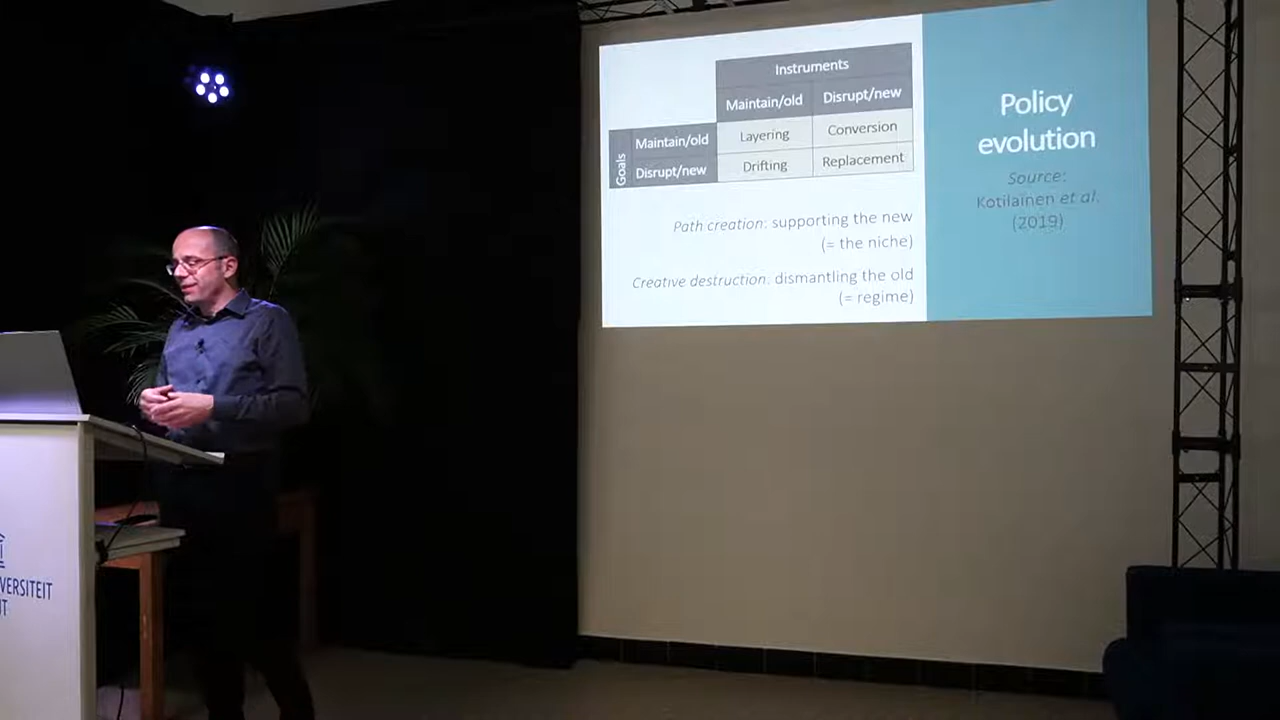 Instruments
Maintain/old Disrupt/new
Goals Maintain/old Layering Conversion
Disrupt/new Drifting Replacement
Path creation: supporting the new
(= the niche)
Creative destruction: dismantling the old
(= regime)
Policy
evolution
Source:
Kotilainen et al.
(2019)
VERSITEIT